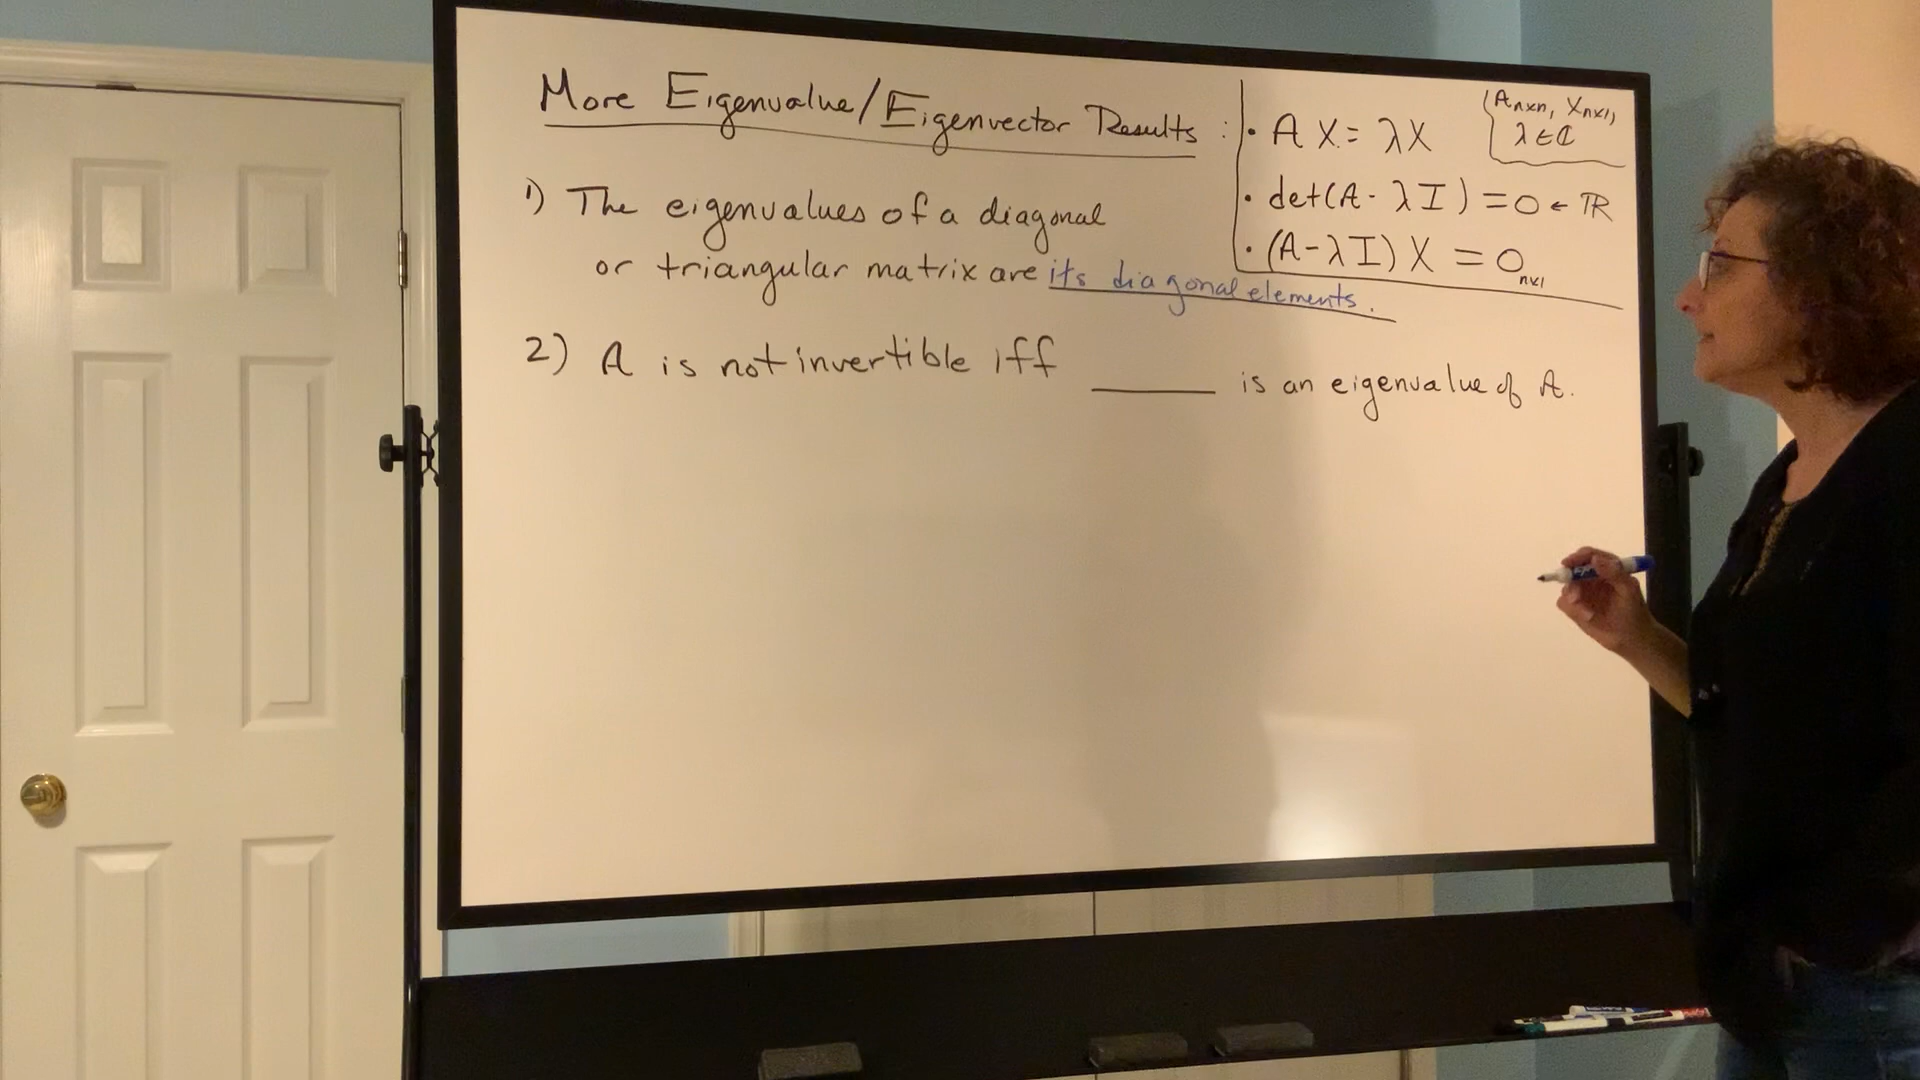 More Eigenvalue/Eigenvector Results :
1) The eigenvalues of a diagonal
or triangular matrix are its diagonal elements.
2) A is not invertible iff ______ is an eigenvalue of A.
• AX = λX
{Anxn, Xnx1,
λ∈ℂ
• det(A - λI) = 0 ← ℝ
• (A-λI) X = Onx1